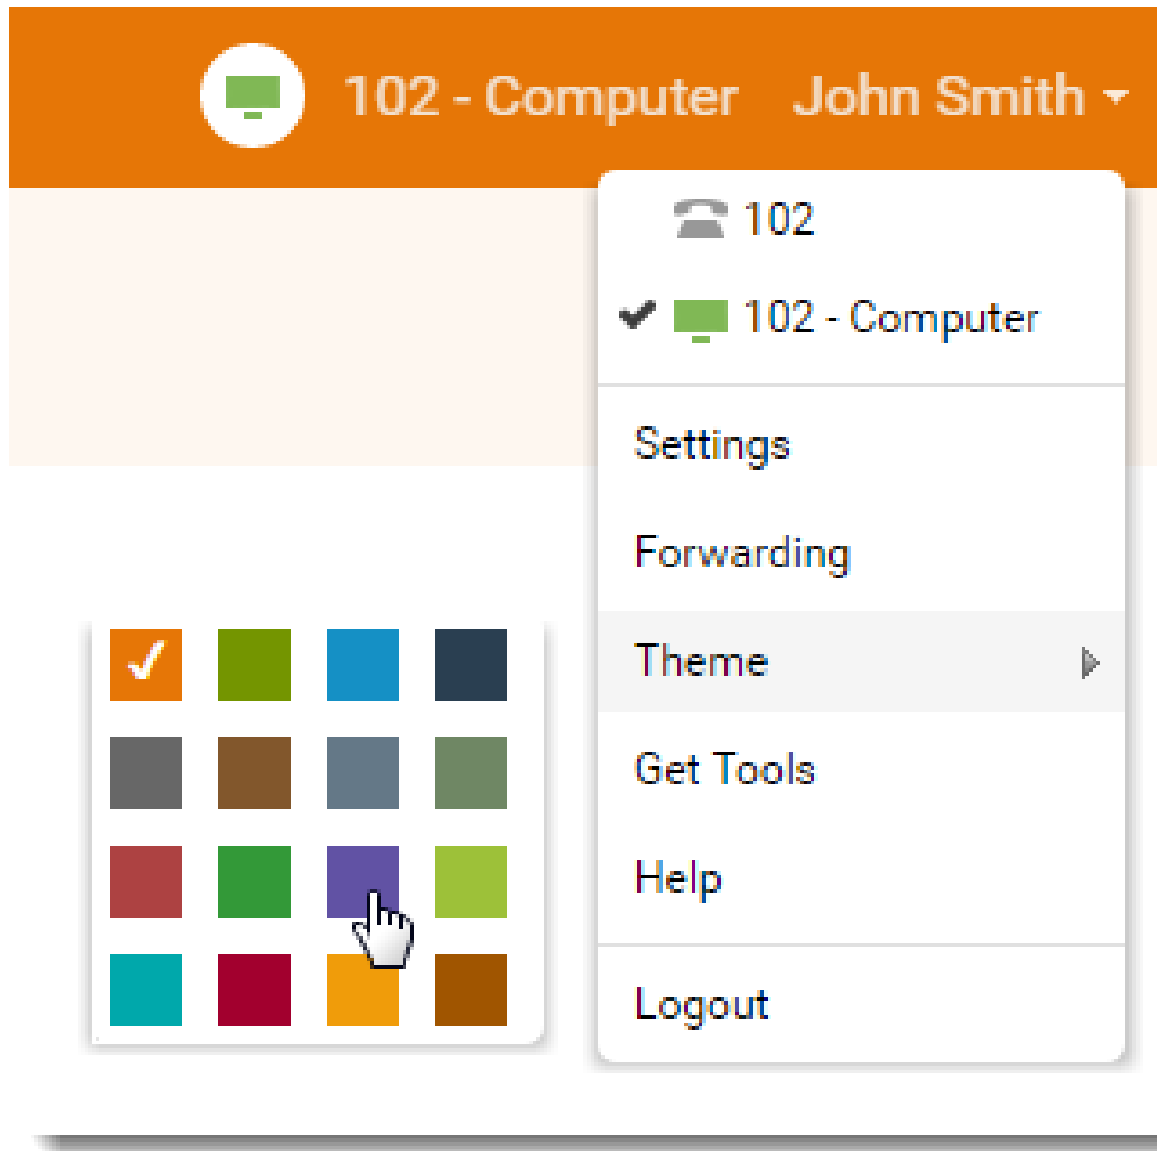 102 - Computer John Smith
102
102 - Computer
Settings
Forwarding
Theme
Get Tools
Help
Logout